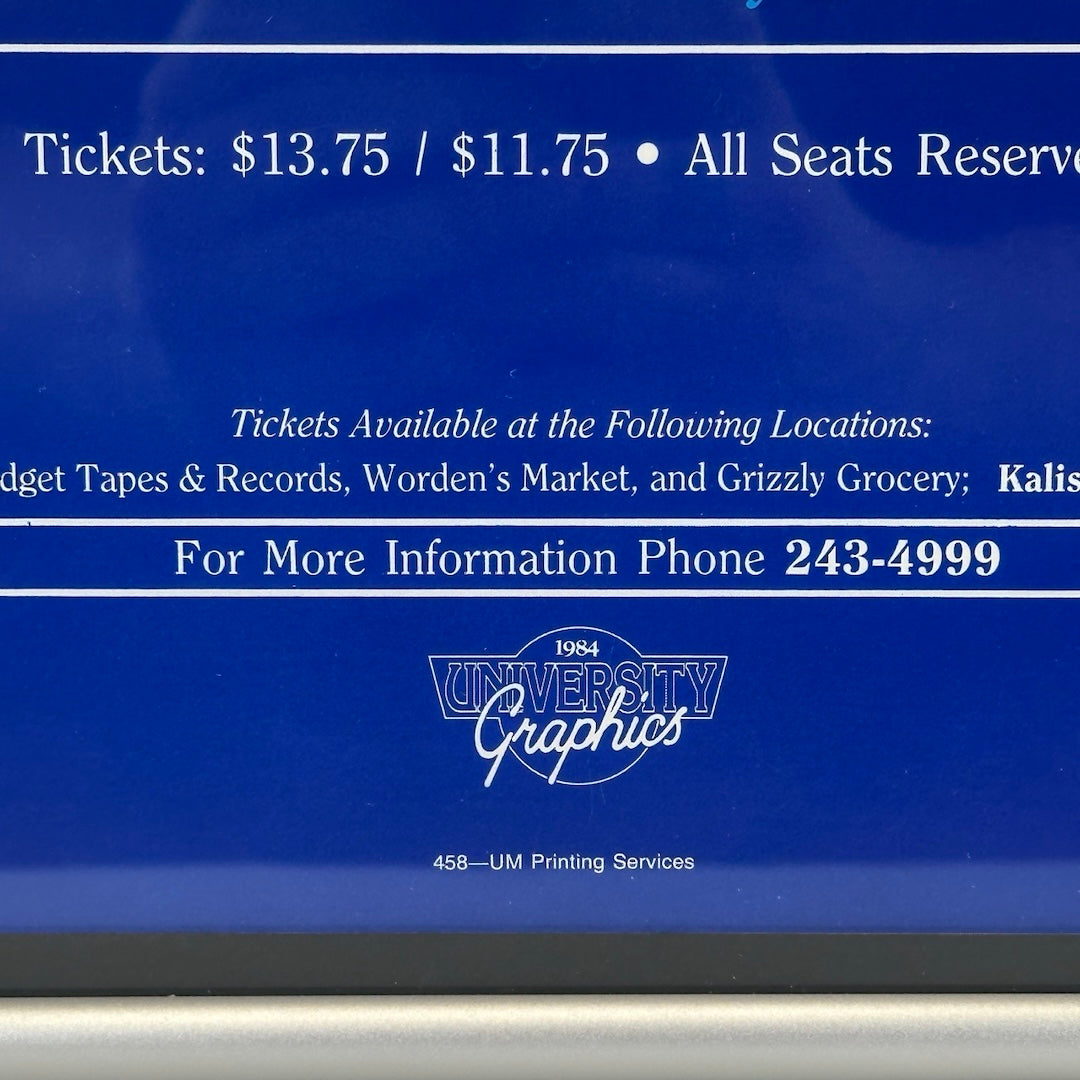 Tickets: $13.75 / $11.75 • All Seats Reserve
dget Tapes & Records, Worden's Market, and Grizzly Grocery; Kalis
Tickets Available at the Following Locations:
For More Information Phone 243-4999
1984
UNIVERSITY
Graphics
458—UM Printing Services